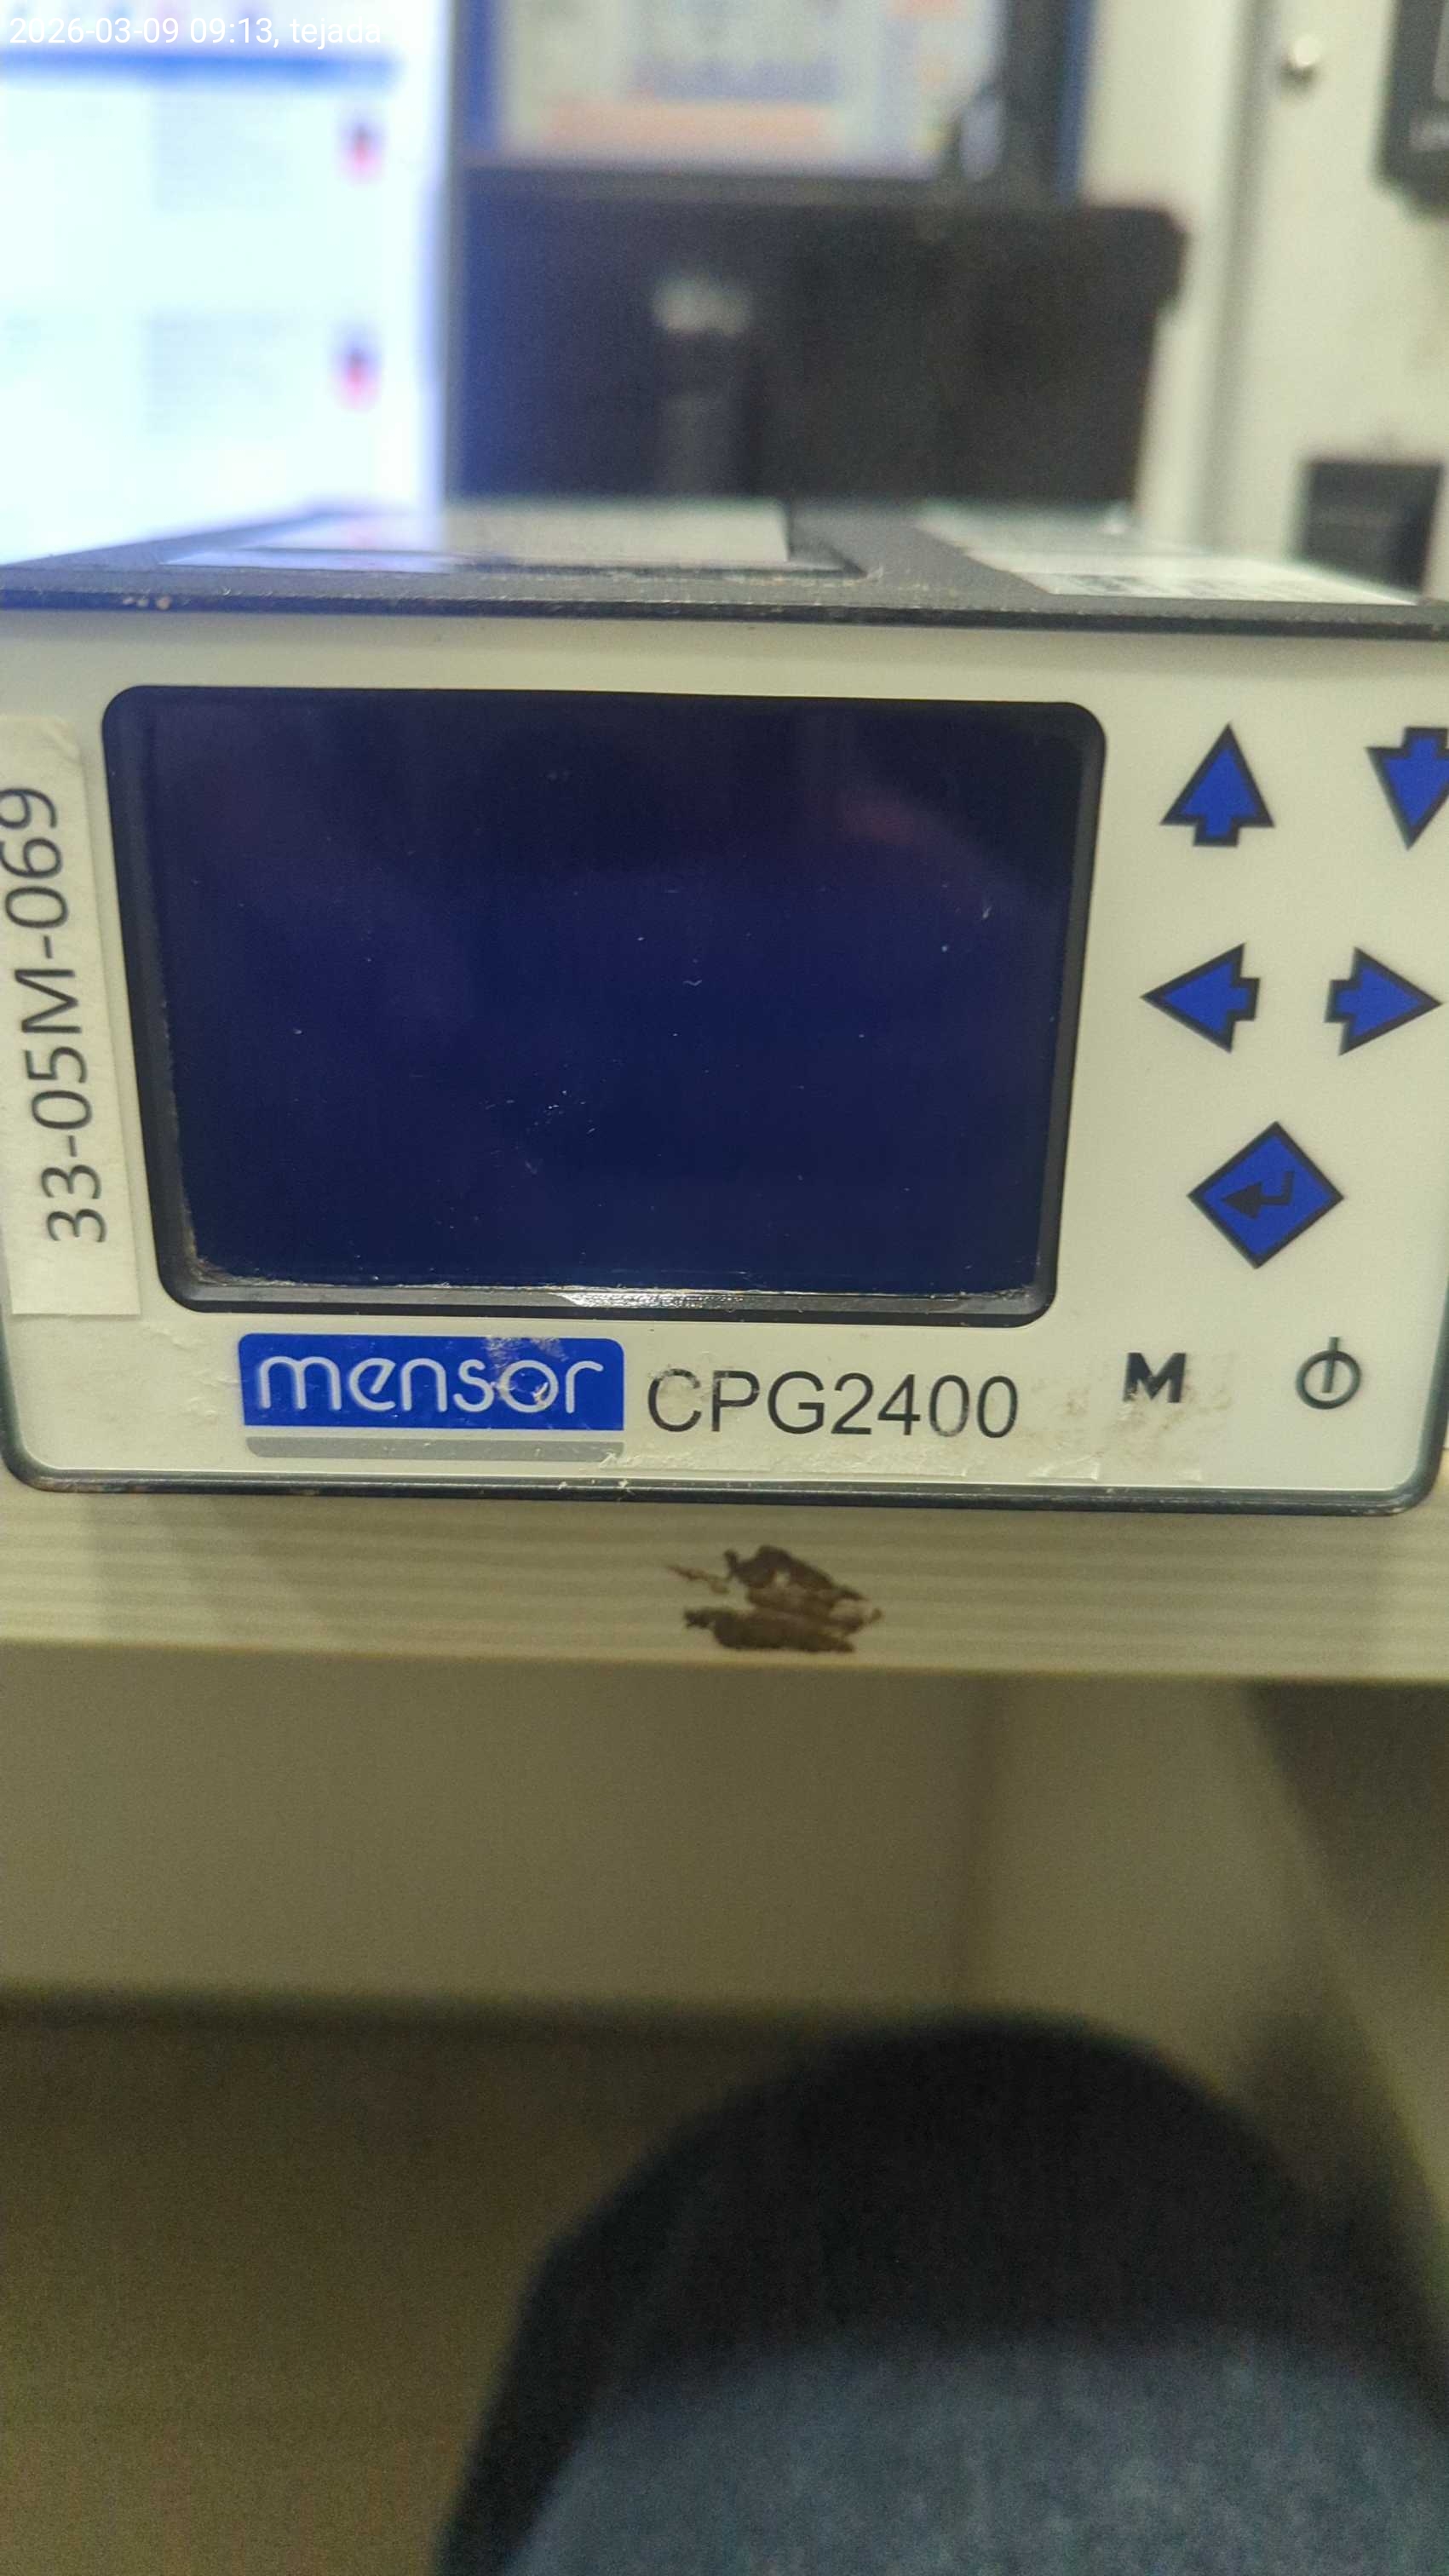 2026-03-09 09:13, tejada
33-05M-069
mensor CPG2400
M